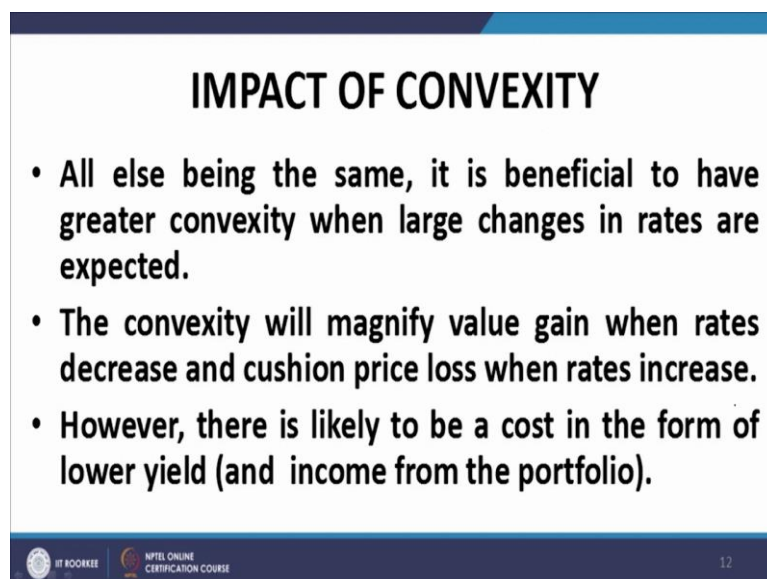 IMPACT OF CONVEXITY
• All else being the same, it is beneficial to have
greater convexity when large changes in rates are
expected.
• The convexity will magnify value gain when rates
decrease and cushion price loss when rates increase.
• However, there is likely to be a cost in the form of
lower yield (and income from the portfolio).
IIT ROORKEE
NPTEL ONLINE
CERTIFICATION COURSE
12